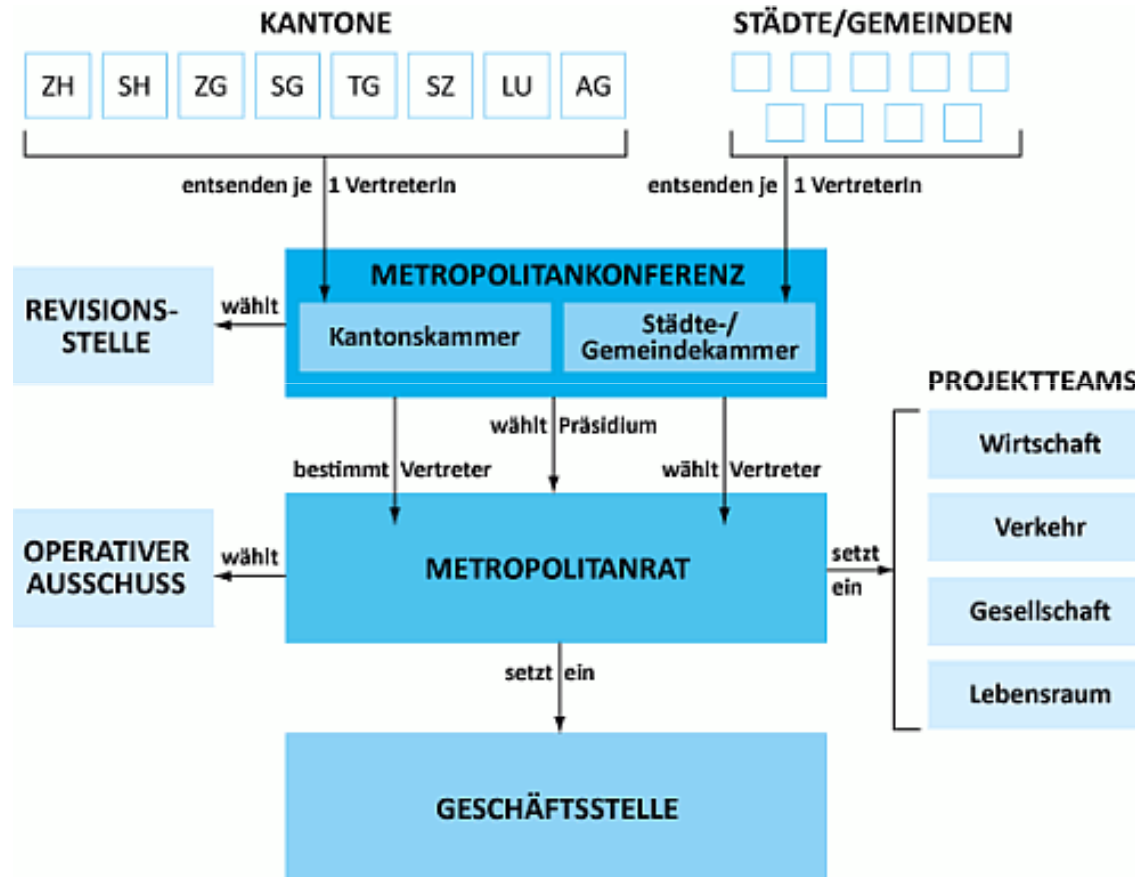 KANTONE
STÄDTE/GEMEINDEN
ZH SH ZG SG TG SZ LU AG
entsenden je 1 VertreterIn
entsenden je 1 VertreterIn
METROPOLITANKONFERENZ
REVISIONS-
STELLE
wählt
Kantonskammer
Städte-/
Gemeindekammer
PROJEKTTEAMS
wählt Präsidium
bestimmt Vertreter
wählt Vertreter
Wirtschaft
Verkehr
Gesellschaft
Lebensraum
OPERATIVER
AUSSCHUSS
wählt
METROPOLITANRAT
setzt
ein
setzt ein
GESCHÄFTSSTELLE